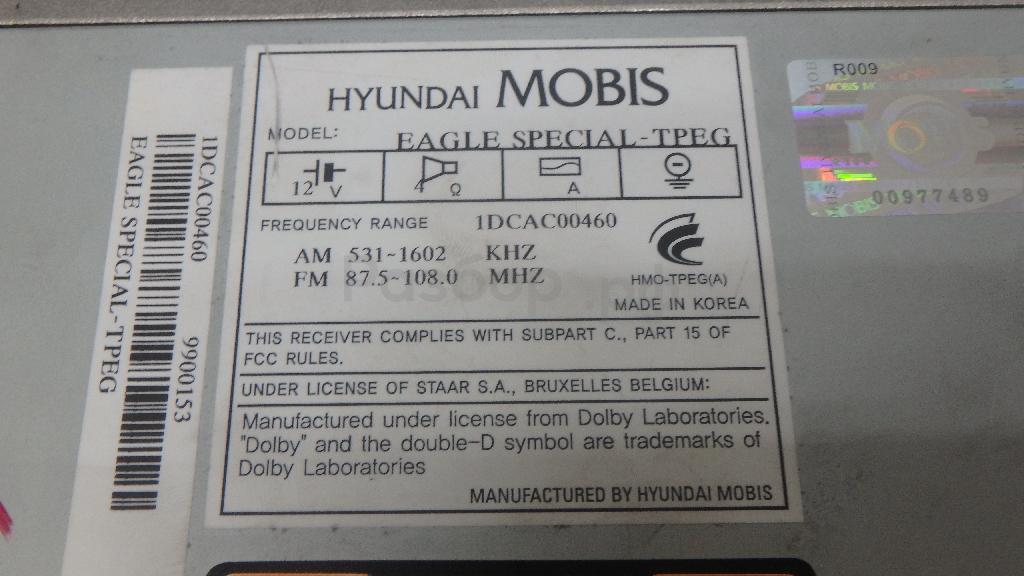 HYUNDAI MOBIS
MODEL: EAGLE SPECIAL-TPEG
12 V 4 Ω A
FREQUENCY RANGE 1DCAC00460
AM 531~1602 KHZ
FM 87.5~108.0 MHZ
HMO-TPEG(A)
MADE IN KOREA
THIS RECEIVER COMPLIES WITH SUBPART C., PART 15 OF
FCC RULES.
UNDER LICENSE OF STAAR S.A., BRUXELLES BELGIUM:
Manufactured under license from Dolby Laboratories.
"Dolby" and the double-D symbol are trademarks of
Dolby Laboratories
MANUFACTURED BY HYUNDAI MOBIS
1DCAC00460 9900153
EAGLE SPECIAL-TPEG
R009
MOBIS
00977489